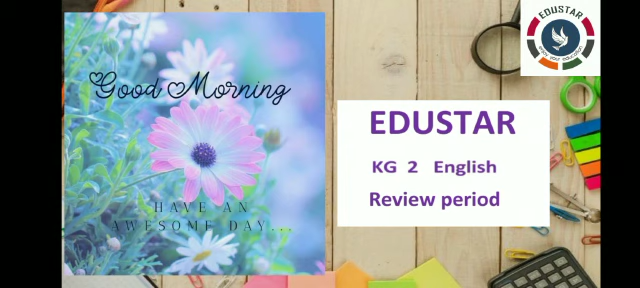 Good Morning
HAVE AN
AWESOME DAY...
EDUSTAR
EDUSTAR
KG 2 English
Review period